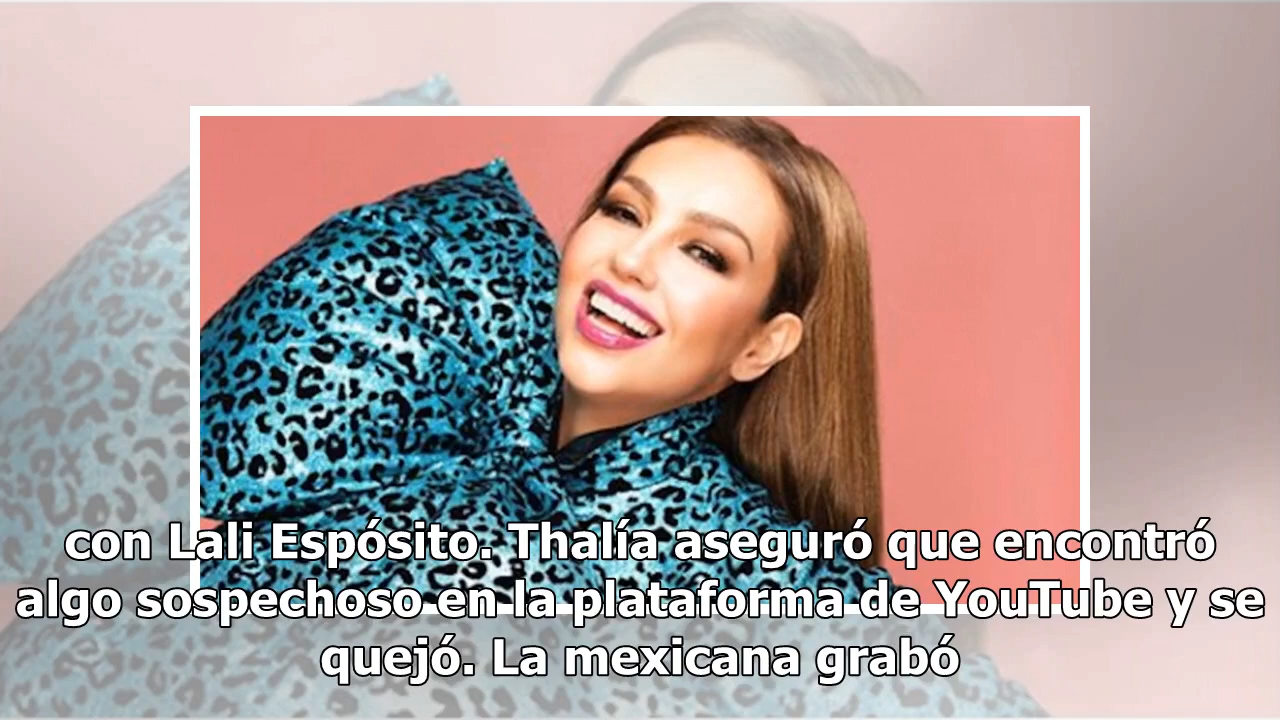 con Lali Espósito. Thalía aseguró que encontró
algo sospechoso en la plataforma de YouTube y se
quejó. La mexicana grabó